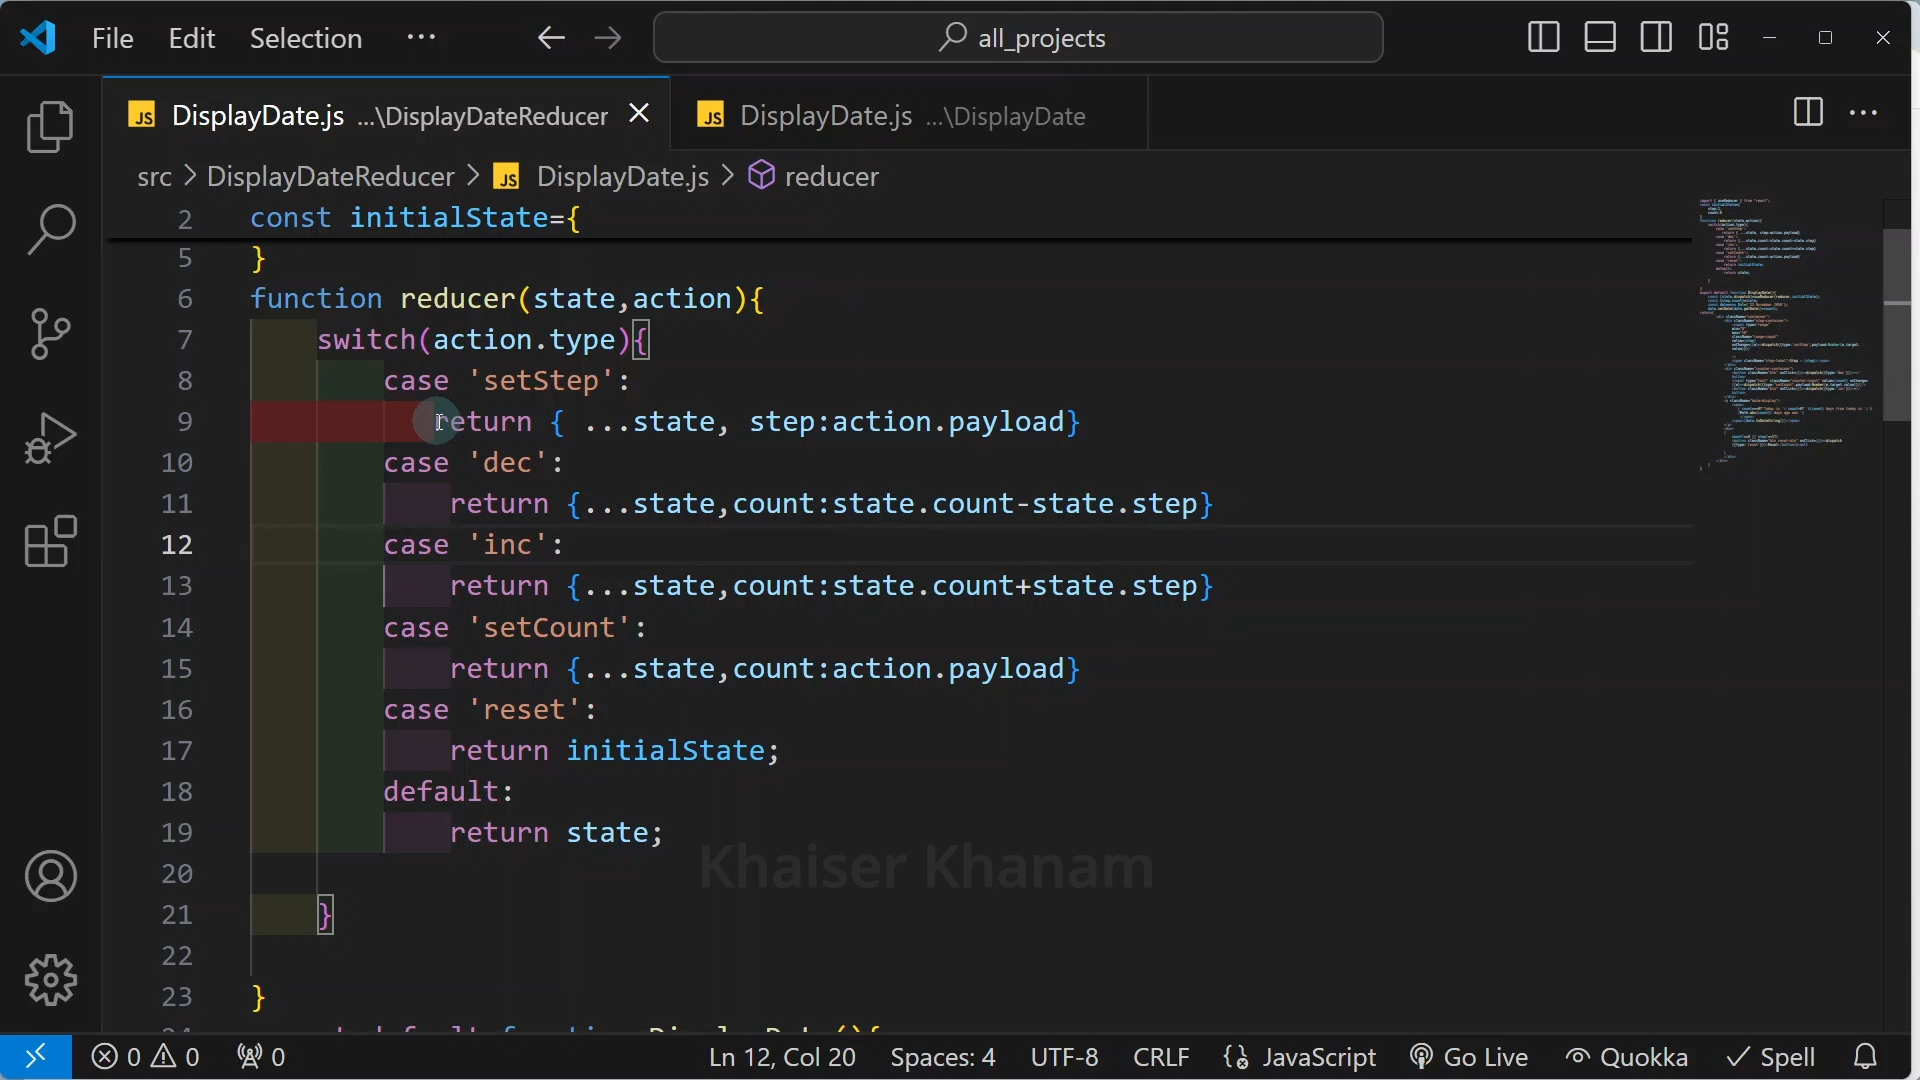 File Edit Selection ··· all_projects
JS DisplayDate.js ...\DisplayDateReducer JS DisplayDate.js ...\DisplayDate
src > DisplayDateReducer > JS DisplayDate.js > reducer
2 const initialState={
5 }
6 function reducer(state,action){
7 switch(action.type){
8 case 'setStep':
9 return { ...state, step:action.payload}
10 case 'dec':
11 return {...state,count:state.count-state.step}
12 case 'inc':
13 return {...state,count:state.count+state.step}
14 case 'setCount':
15 return {...state,count:action.payload}
16 case 'reset':
17 return initialState;
18 default:
19 return state;
20
Khaiser Khanam
21 }
22
23 }
0 0 0 Ln 12, Col 20 Spaces: 4 UTF-8 CRLF JavaScript Go Live Quokka Spell